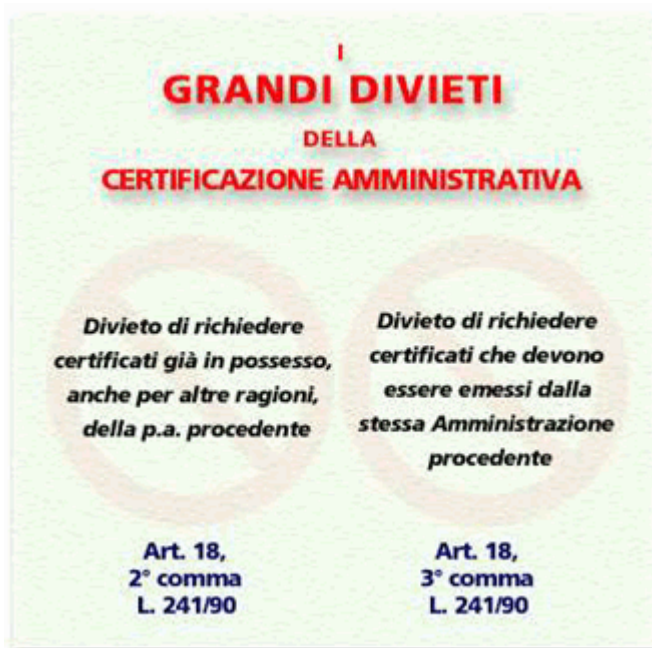 I
GRANDI DIVIETI
DELLA
CERTIFICAZIONE AMMINISTRATIVA
Divieto di richiedere
certificati già in possesso,
anche per altre ragioni,
della p.a. procedente
Divieto di richiedere
certificati che devono
essere emessi dalla
stessa Amministrazione
procedente
Art. 18,
2° comma
L. 241/90
Art. 18,
3° comma
L. 241/90